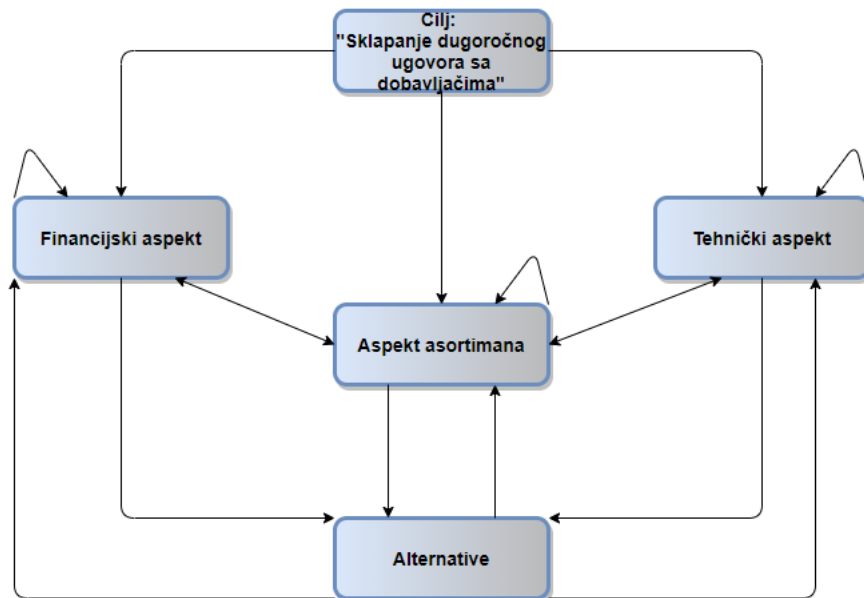 Cilj:
"Sklapanje dugoročnog
ugovora sa
dobavljačima"
Financijski aspekt
Tehnički aspekt
Aspekt asortimana
Alternative